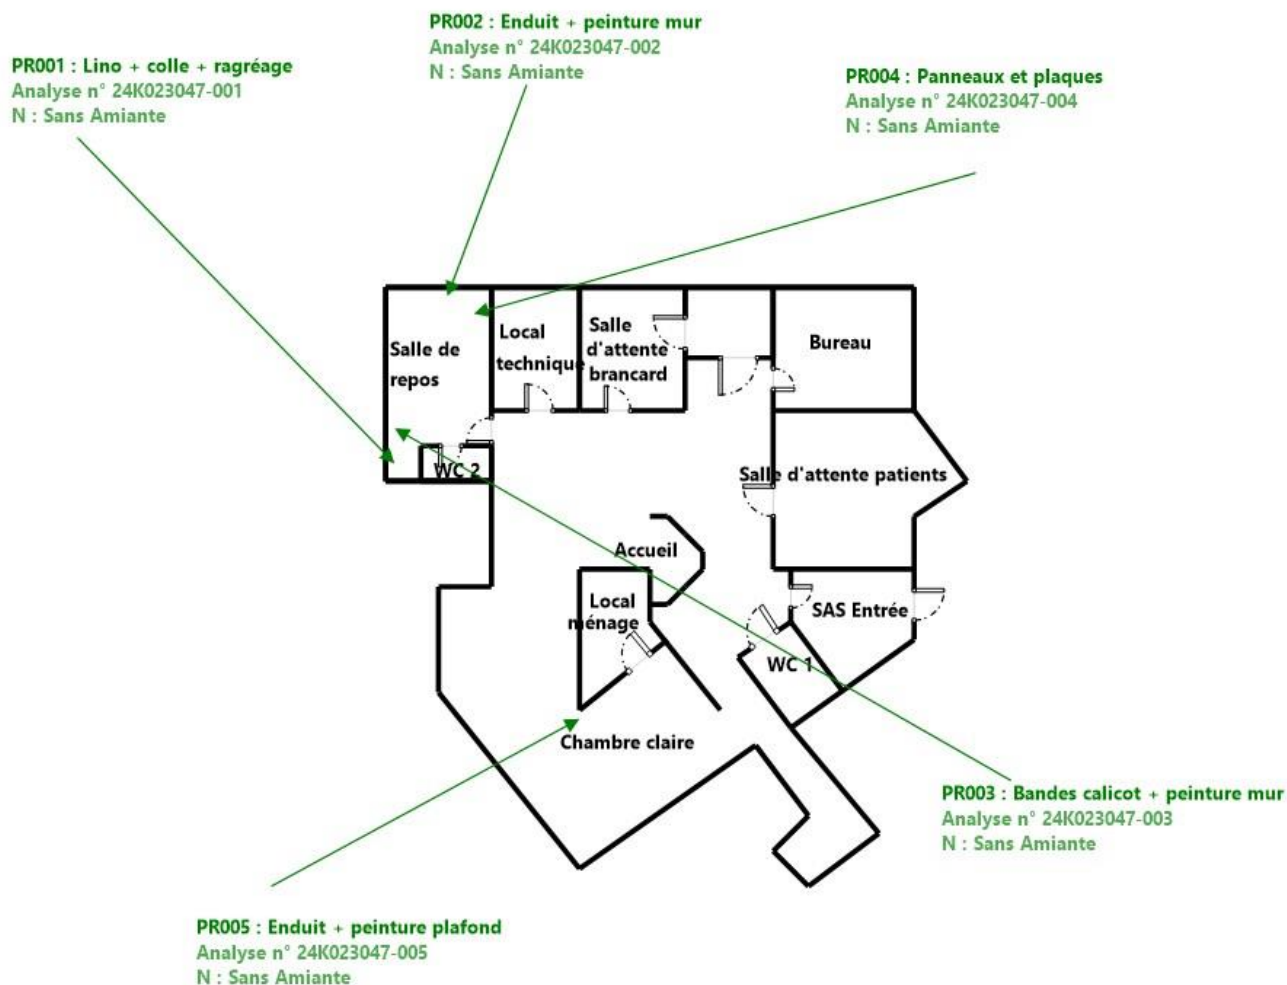 PR002 : Enduit + peinture mur
Analyse n° 24K023047-002
N : Sans Amiante
PR001 : Lino + colle + ragréage
Analyse n° 24K023047-001
N : Sans Amiante
PR004 : Panneaux et plaques
Analyse n° 24K023047-004
N : Sans Amiante
Salle de
repos
Local
technique
Salle
d'attente
brancard
Bureau
WC 2
Salle d'attente patients
Accueil
Local
ménage
SAS Entrée
WC 1
Chambre claire
PR003 : Bandes calicot + peinture mur
Analyse n° 24K023047-003
N : Sans Amiante
PR005 : Enduit + peinture plafond
Analyse n° 24K023047-005
N : Sans Amiante